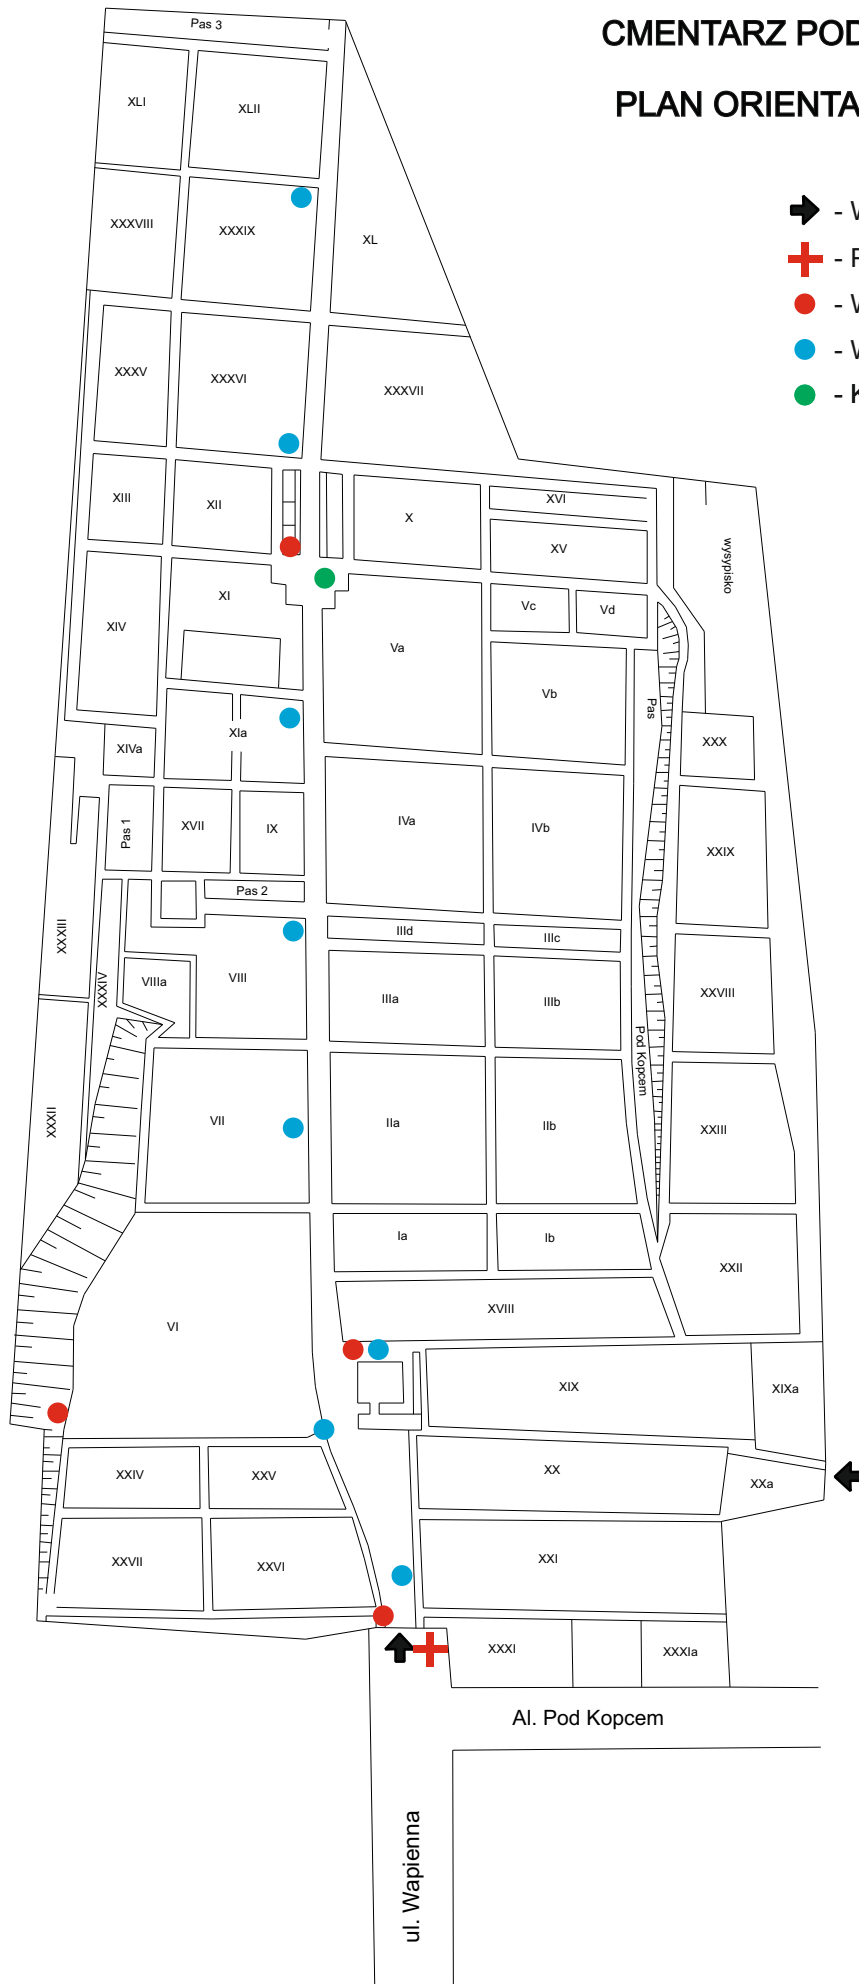 CMENTARZ POD
PLAN ORIENTA
- W
- P
- W
- W
- K
Pas 3
XLI
XLII
XXXVIII
XXXIX
XL
XXXV
XXXVI
XXXVII
XIII
XII
X
XVI
XV
wysypisko
XIV
XI
Va
Vc
Vd
Vb
Pas
XIVa
XIa
XXX
Pas 1
XVII
IX
IVa
IVb
XXIX
Pas 2
XXXIII
XXXIV
VIIIa
VIII
IIId
IIIc
IIIa
IIIb
XXVIII
Pod Kopcem
XXXII
VII
IIa
IIb
XXIII
Ia
Ib
XXII
VI
XVIII
XIX
XIXa
XXIV
XXV
XX
XXa
XXVII
XXVI
XXI
XXXI
XXXIa
Al. Pod Kopcem
ul. Wapienna